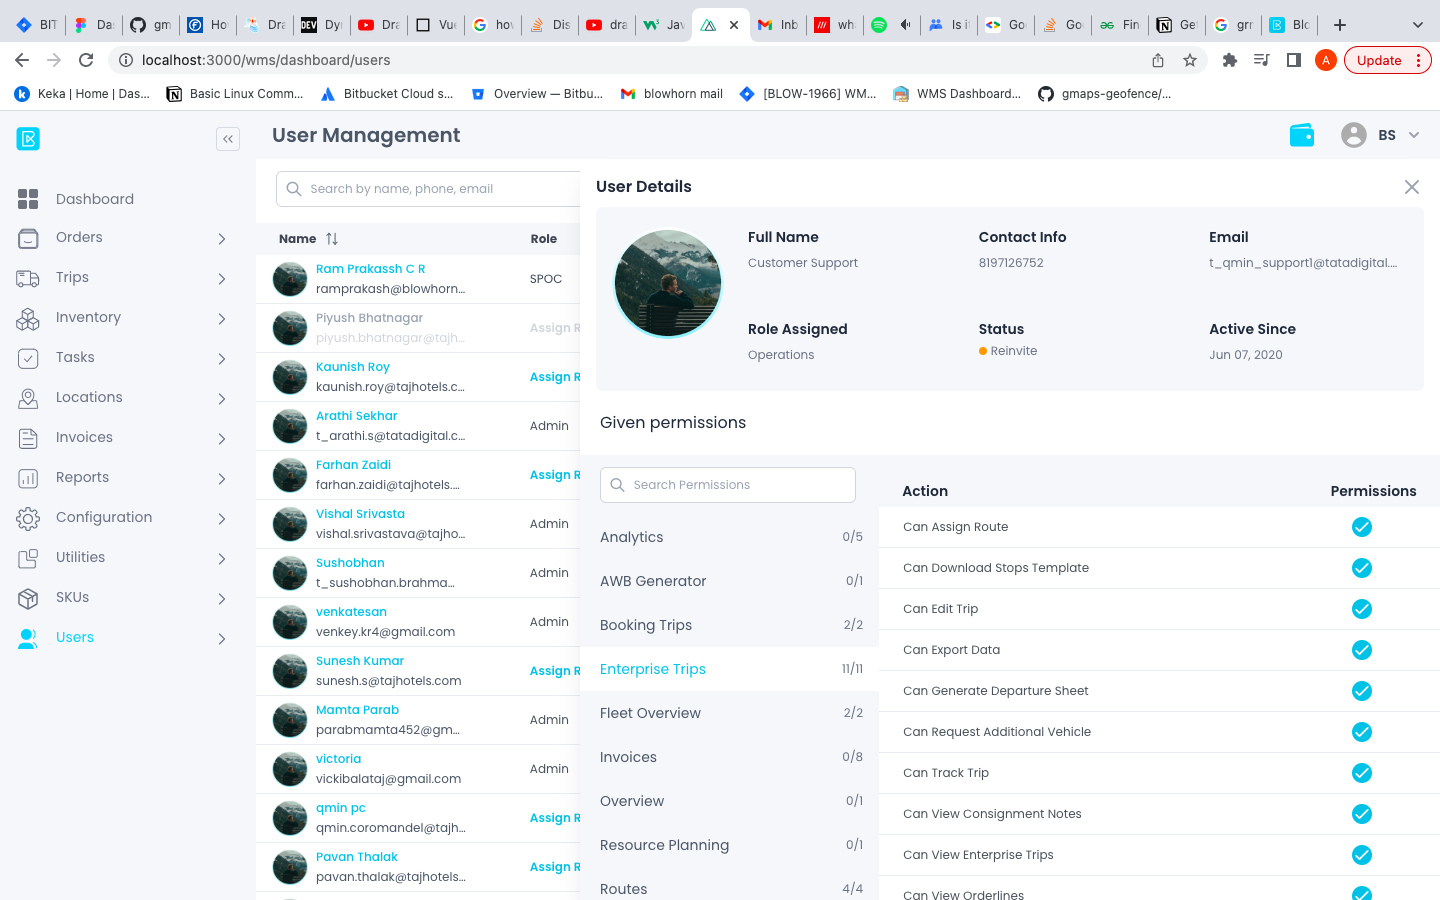 BIT
Das
gm
Ho
Dra
Dy
Dra
Vue
hov
Dis
dra
Jav
Inb
wh
Is i
Goo
Go
Fin
Get
grr
Blo
localhost:3000/wms/dashboard/users
A
Update
Keka | Home | Das...
Basic Linux Comm...
Bitbucket Cloud s...
Overview — Bitbu...
blowhorn mail
[BLOW-1966] WM...
WMS Dashboard...
gmaps-geofence/...
User Management
BS
Dashboard
Orders
Trips
Inventory
Tasks
Locations
Invoices
Reports
Configuration
Utilities
SKUs
Users
Search by name, phone, email
Name
Role
Ram Prakassh C R
ramprakash@blowhorn...
SPOC
Piyush Bhatnagar
piyush.bhatnagar@tajh...
Assign R
Kaunish Roy
kaunish.roy@tajhotels.c...
Assign R
Arathi Sekhar
t_arathi.s@tatadigital.c...
Admin
Farhan Zaidi
farhan.zaidi@tajhotels....
Assign R
Vishal Srivasta
vishal.srivastava@tajho...
Admin
Sushobhan
t_sushobhan.brahma...
Admin
venkatesan
venkey.kr4@gmail.com
Admin
Sunesh Kumar
sunesh.s@tajhotels.com
Assign R
Mamta Parab
parabmamta452@gm...
Admin
victoria
vickibalataj@gmail.com
Admin
qmin pc
qmin.coromandel@tajh...
Assign R
Pavan Thalak
pavan.thalak@tajhotels...
Assign R
User Details
Full Name
Customer Support
Contact Info
8197126752
Email
t_qmin_support1@tatadigital....
Role Assigned
Operations
Status
Reinvite
Active Since
Jun 07, 2020
Given permissions
Search Permissions
Analytics 0/5
AWB Generator 0/1
Booking Trips 2/2
Enterprise Trips 11/11
Fleet Overview 2/2
Invoices 0/8
Overview 0/1
Resource Planning 0/1
Routes 4/4
Action Permissions
Can Assign Route
Can Download Stops Template
Can Edit Trip
Can Export Data
Can Generate Departure Sheet
Can Request Additional Vehicle
Can Track Trip
Can View Consignment Notes
Can View Enterprise Trips
Can View Orderlines